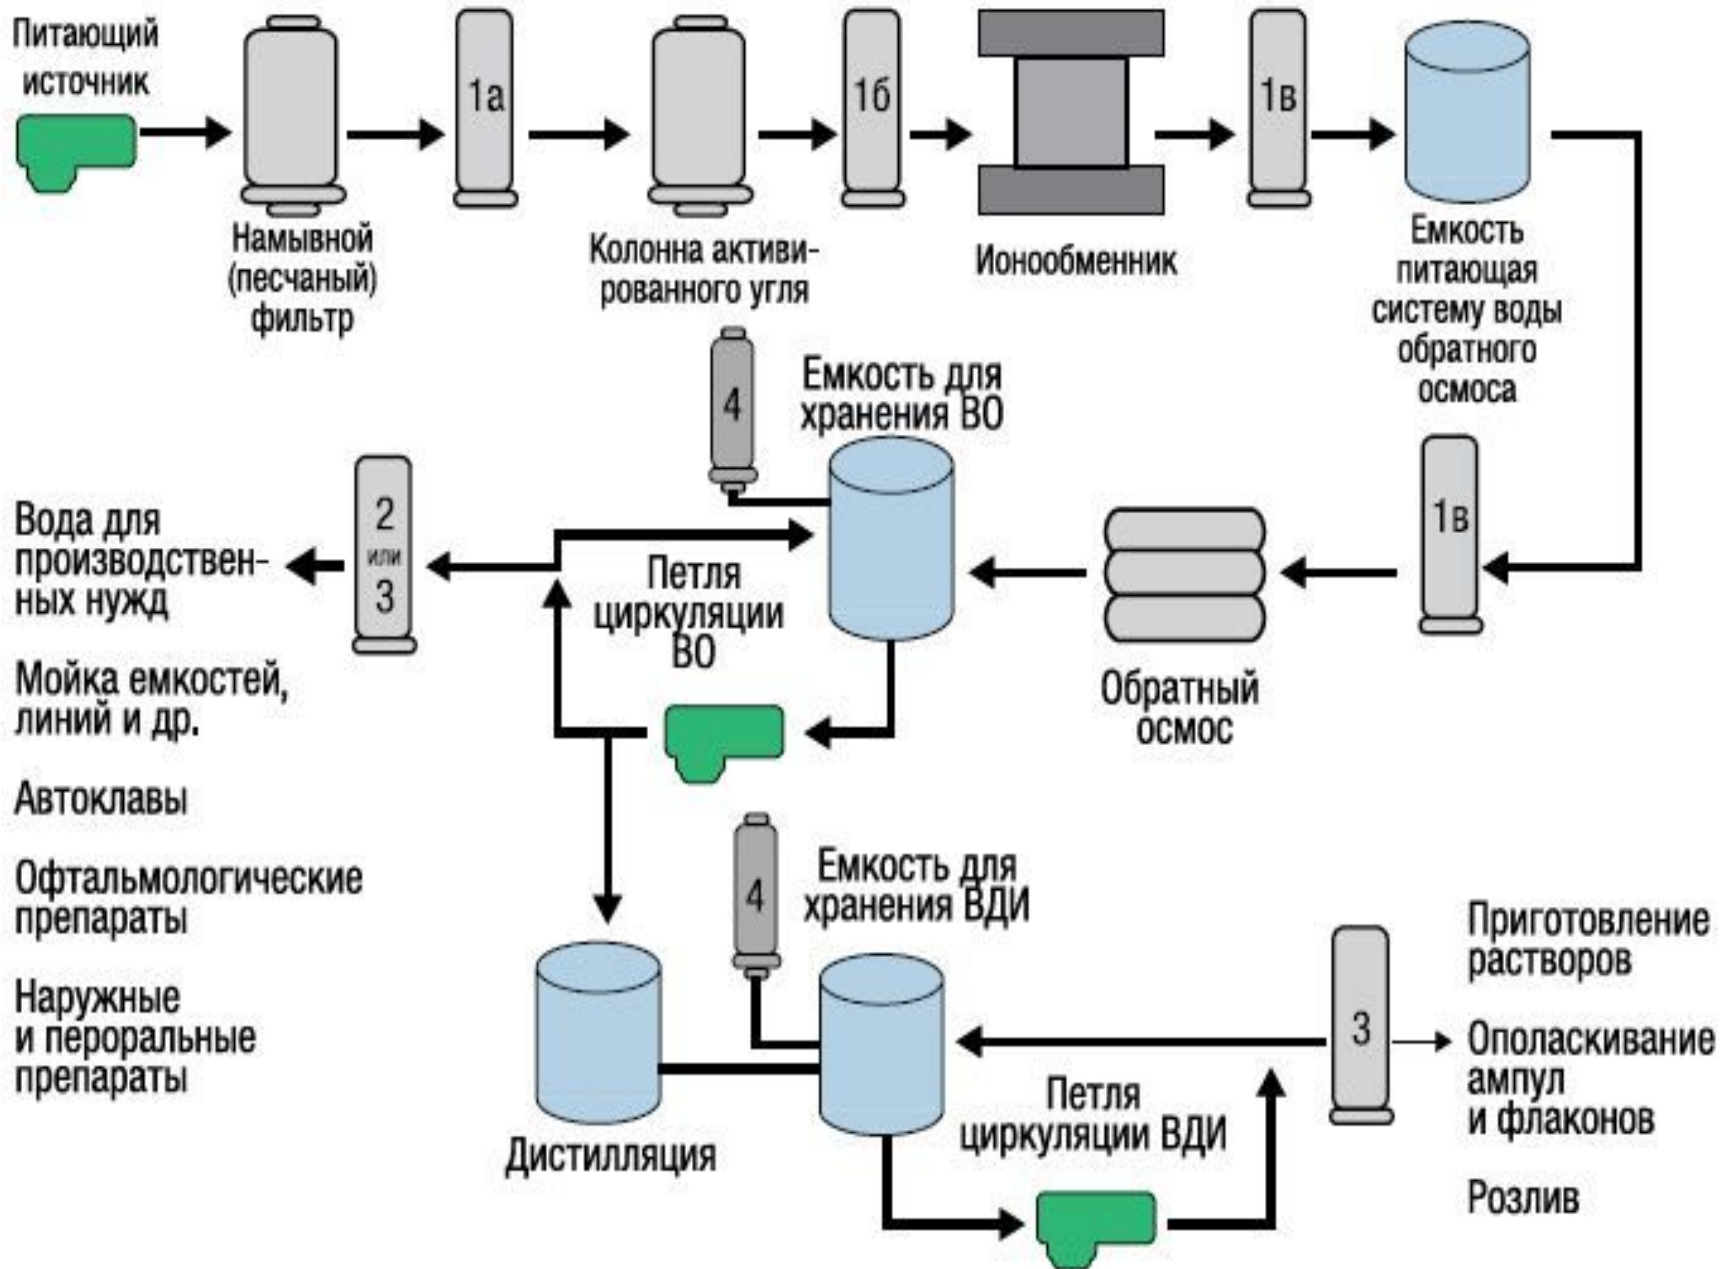 Питающий
источник
1а
1б
1в
Намывной
(песчаный)
фильтр
Колонна активи-
рованного угля
Ионообменник
Емкость
питающая
систему воды
обратного
осмоса
4
Емкость для
хранения ВО
Вода для
производствен-
ных нужд
2
или
3
Петля
циркуляции
ВО
1в
Обратный
осмос
Мойка емкостей,
линий и др.
Автоклавы
Офтальмологические
препараты
Наружные
и пероральные
препараты
4
Емкость для
хранения ВДИ
Дистилляция
Петля
циркуляции ВДИ
3
Приготовление
растворов
Ополаскивание
ампул
и флаконов
Розлив